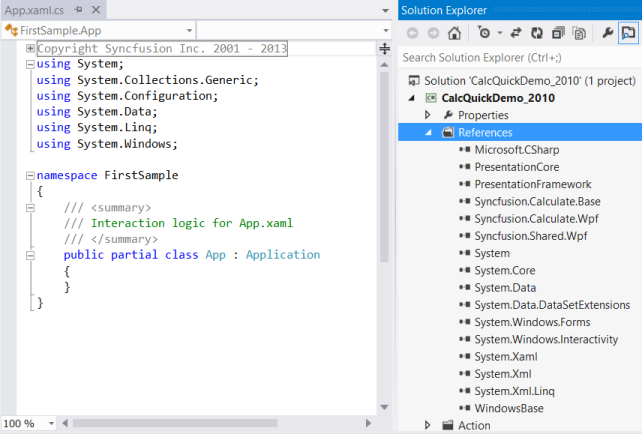 App.xaml.cs
FirstSample.App
Copyright Syncfusion Inc. 2001 - 2013
using System;
using System.Collections.Generic;
using System.Configuration;
using System.Data;
using System.Linq;
using System.Windows;
namespace FirstSample
{
/// <summary>
/// Interaction logic for App.xaml
/// </summary>
public partial class App : Application
{
}
}
100 %
Solution Explorer
Search Solution Explorer (Ctrl+;)
Solution 'CalcQuickDemo_2010' (1 project)
CalcQuickDemo_2010
Properties
References
Microsoft.CSharp
PresentationCore
PresentationFramework
Syncfusion.Calculate.Base
Syncfusion.Calculate.Wpf
Syncfusion.Shared.Wpf
System
System.Core
System.Data
System.Data.DataSetExtensions
System.Windows.Forms
System.Windows.Interactivity
System.Xaml
System.Xml
System.Xml.Linq
WindowsBase
Action